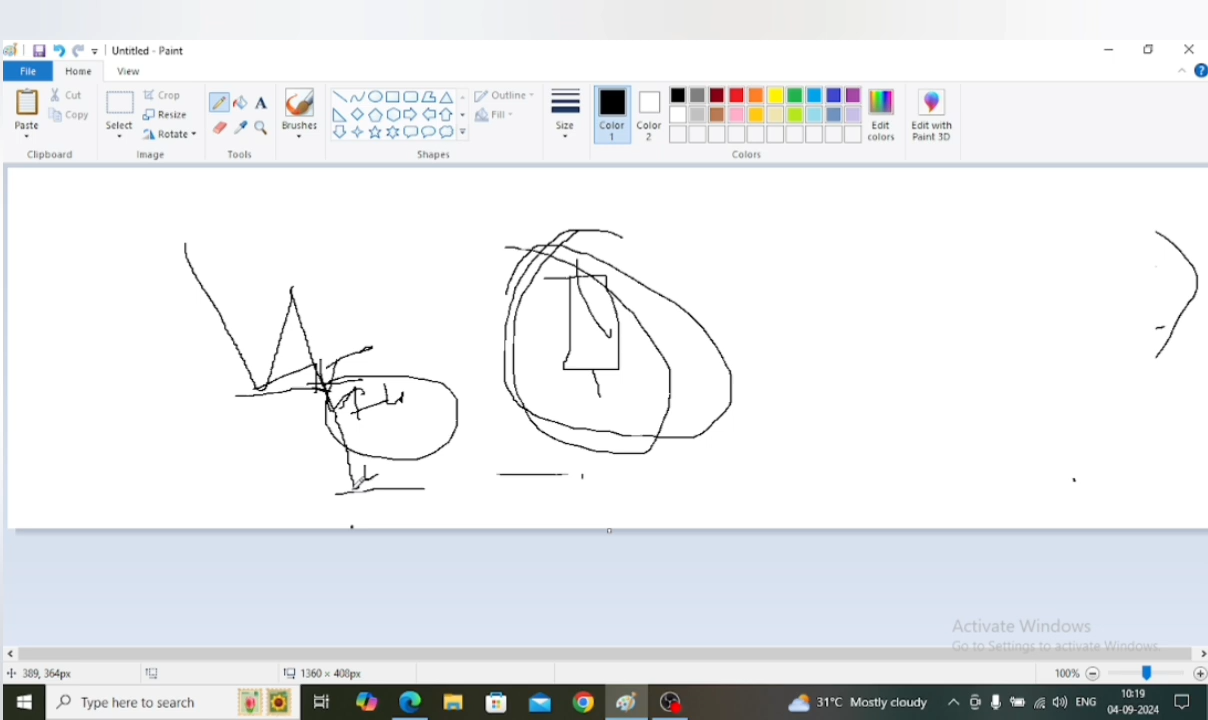 Untitled - Paint
File Home View
Cut
Copy
Paste
Clipboard
Crop
Resize
Rotate
Select
Image
A
Tools
Brushes
Shapes
Outline
Fill
Size
Color 1
Color 2
Edit colors
Edit with Paint 3D
Colors
Activate Windows
Go to Settings to activate Windows.
389, 364px
1360 × 408px
100%
Type here to search
31°C Mostly cloudy
ENG
10:19
04-09-2024